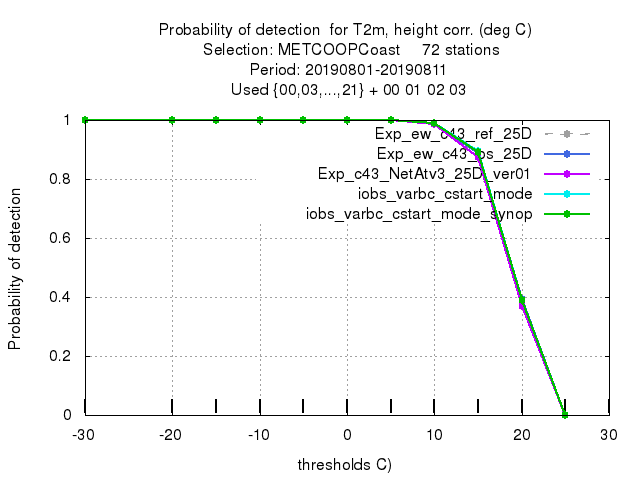 Probability of detection  for T2m, height corr. (deg C)
Selection: METCOOPCoast     72 stations
Period: 20190801-20190811
Used {00,03,...,21} + 00 01 02 03
Probability of detection
1
0.8
0.6
0.4
0.2
0
Exp_ew_c43_ref_25D
Exp_ew_c43_ps_25D
Exp_c43_NetAtv3_25D_ver01
iobs_varbc_cstart_mode
iobs_varbc_cstart_mode_synop
-30 -20 -10 0 10 20 30
thresholds C)